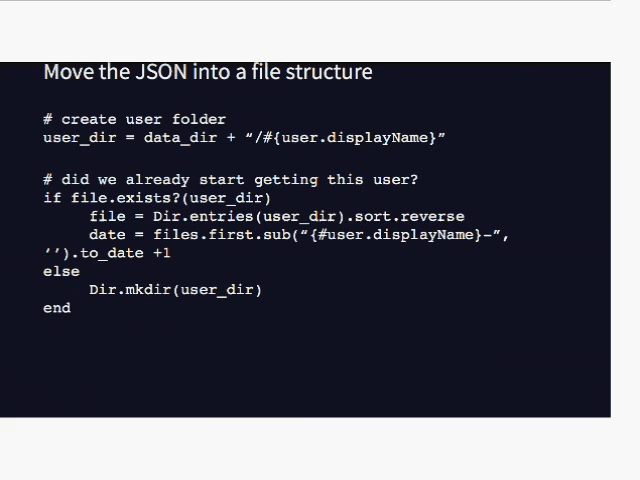 Move the JSON into a file structure
# create user folder
user_dir = data_dir + “/#{user.displayName}”
# did we already start getting this user?
if file.exists?(user_dir)
file = Dir.entries(user_dir).sort.reverse
date = files.first.sub(“{#user.displayName}-”,
‘’).to_date +1
else
Dir.mkdir(user_dir)
end